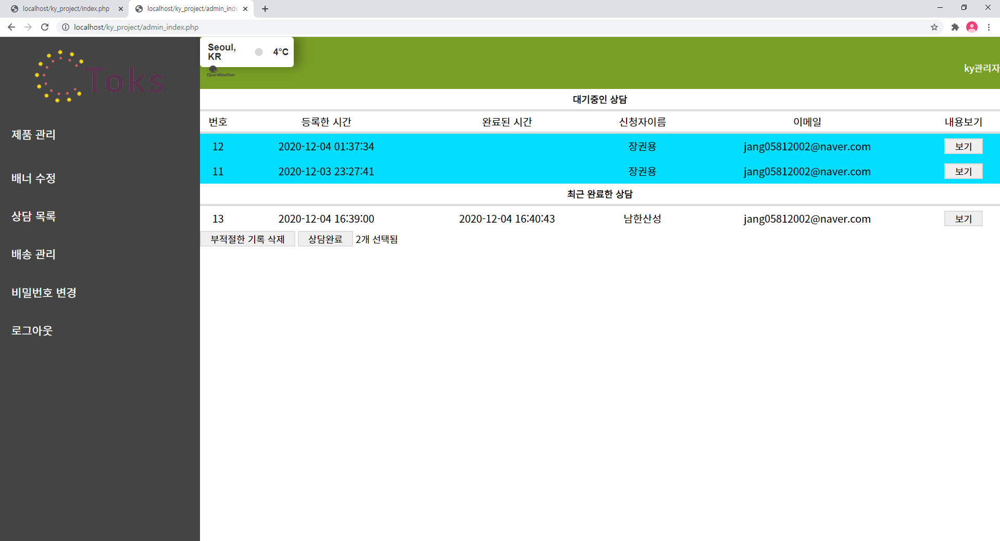 localhost/ky_project/index.php
localhost/ky_project/admin_inde
localhost/ky_project/admin_index.php
Toks
제품 관리
배너 수정
상담 목록
배송 관리
비밀번호 변경
로그아웃
Seoul,
KR
4°C
OpenWeather
ky관리자
대기중인 상담
번호 등록한 시간 완료된 시간 신청자이름 이메일 내용보기
12 2020-12-04 01:37:34 장권용 jang05812002@naver.com 보기
11 2020-12-03 23:27:41 장권용 jang05812002@naver.com 보기
최근 완료한 상담
13 2020-12-04 16:39:00 2020-12-04 16:40:43 남한산성 jang05812002@naver.com 보기
부적절한 기록 삭제 상담완료 2개 선택됨